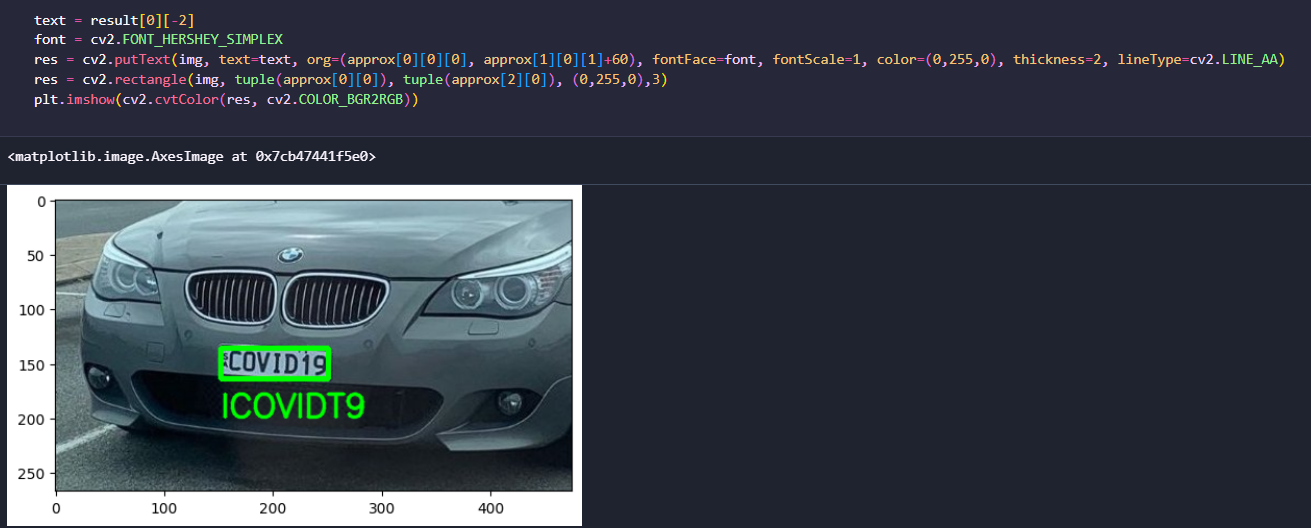 text = result[0][-2]
font = cv2.FONT_HERSHEY_SIMPLEX
res = cv2.putText(img, text=text, org=(approx[0][0][0], approx[1][0][1]+60), fontFace=font, fontScale=1, color=(0,255,0), thickness=2, lineType=cv2.LINE_AA)
res = cv2.rectangle(img, tuple(approx[0][0]), tuple(approx[2][0]), (0,255,0),3)
plt.imshow(cv2.cvtColor(res, cv2.COLOR_BGR2RGB))
<matplotlib.image.AxesImage at 0x7cb47441f5e0>
0
50
100
150
200
250
COVID19
ICOVIDT9
0 100 200 300 400